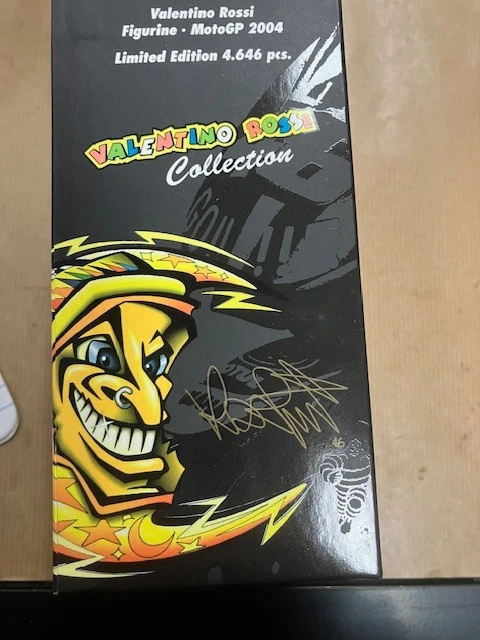 Valentino Rossi
Figurine · MotoGP 2004
Limited Edition 4.646 pcs.
VALENTINO ROSSI
Collection
46